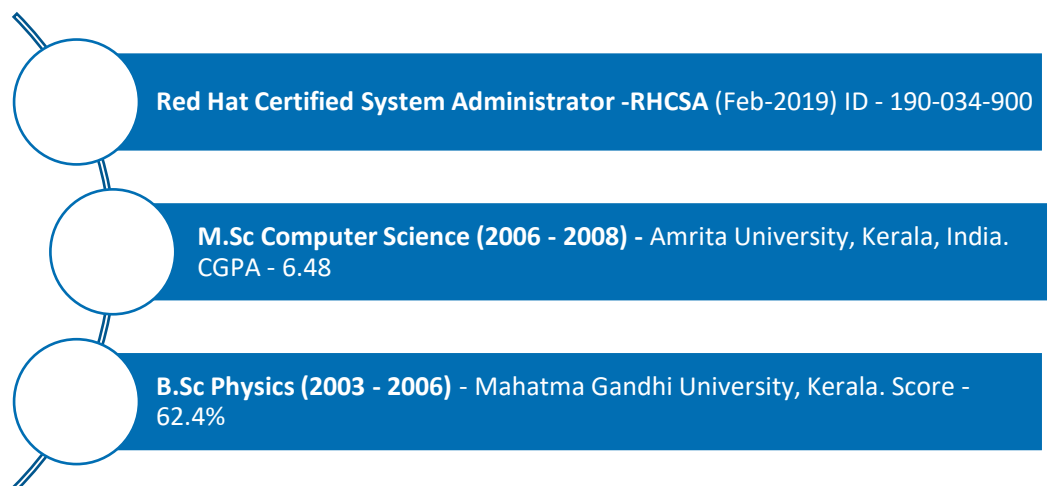 Red Hat Certified System Administrator -RHCSA (Feb-2019) ID - 190-034-900
M.Sc Computer Science (2006 - 2008) - Amrita University, Kerala, India.
CGPA - 6.48
B.Sc Physics (2003 - 2006) - Mahatma Gandhi University, Kerala. Score -
62.4%